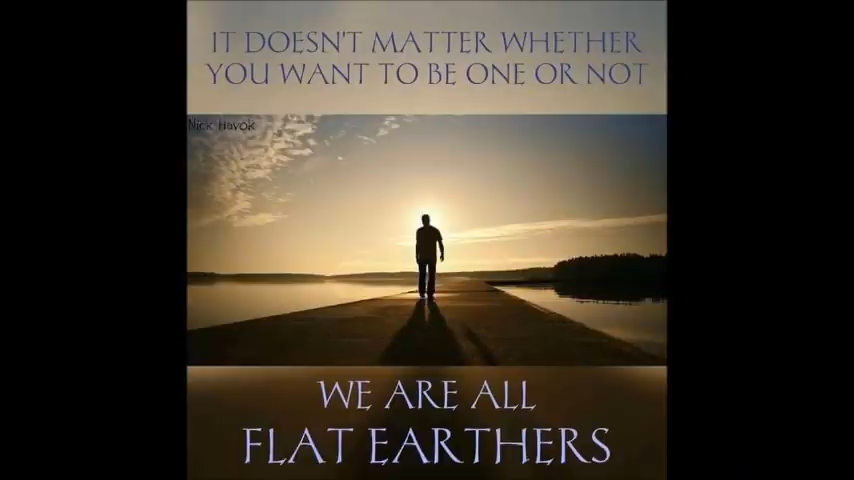 IT DOESN'T MATTER WHETHER
YOU WANT TO BE ONE OR NOT
Nick Havok
WE ARE ALL
FLAT EARTHERS